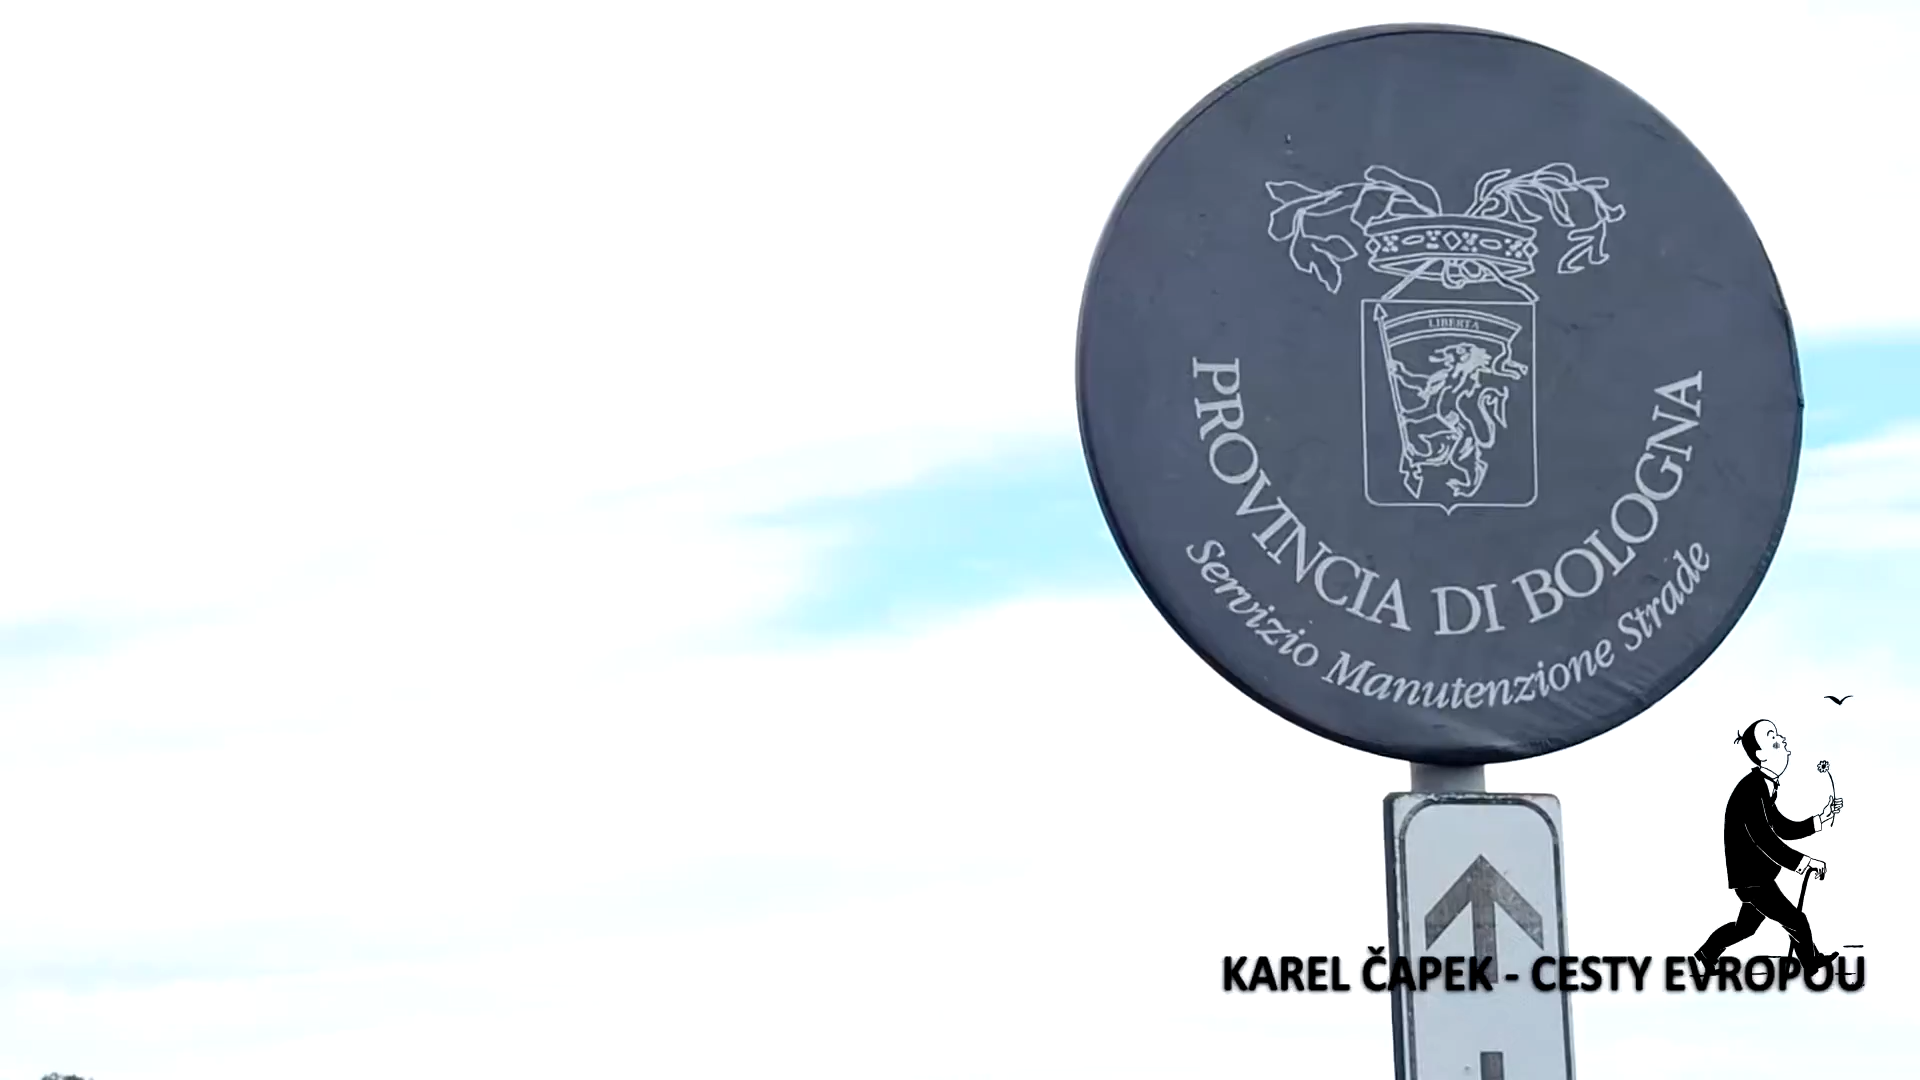 LIBERTA
PROVINCIA DI BOLOGNA
Servizio Manutenzione Strade
KAREL ČAPEK - CESTY EVROPOU